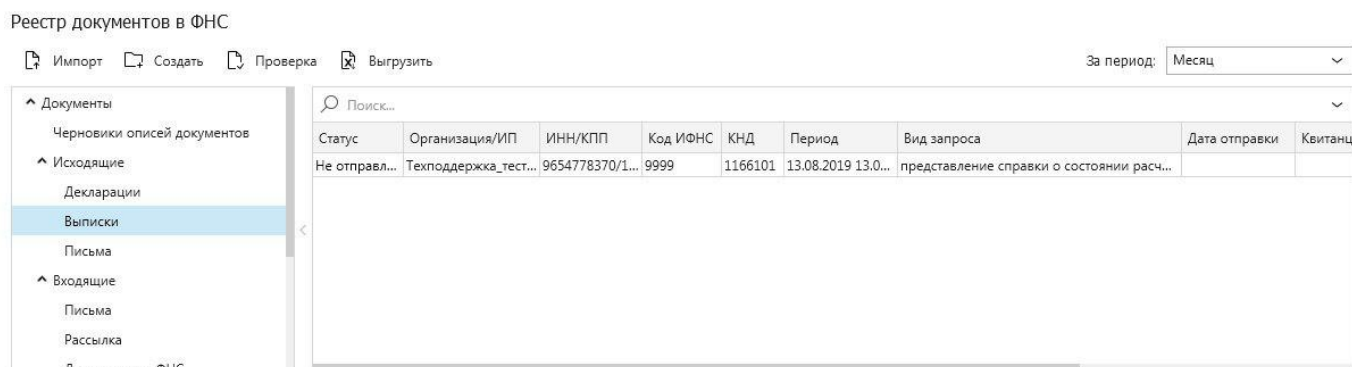 Реестр документов в ФНС
Импорт Создать Проверка Выгрузить За период: Месяц
Документы
Черновики описей документов
Исходящие
Декларации
Выписки
Письма
Входящие
Письма
Рассылка
Поиск...
Статус Организация/ИП ИНН/КПП Код ИФНС КНД Период Вид запроса Дата отправки Квитанц
Не отправл... Техподдержка_тест... 9654778370/1... 9999 1166101 13.08.2019 13.0... представление справки о состоянии расч...